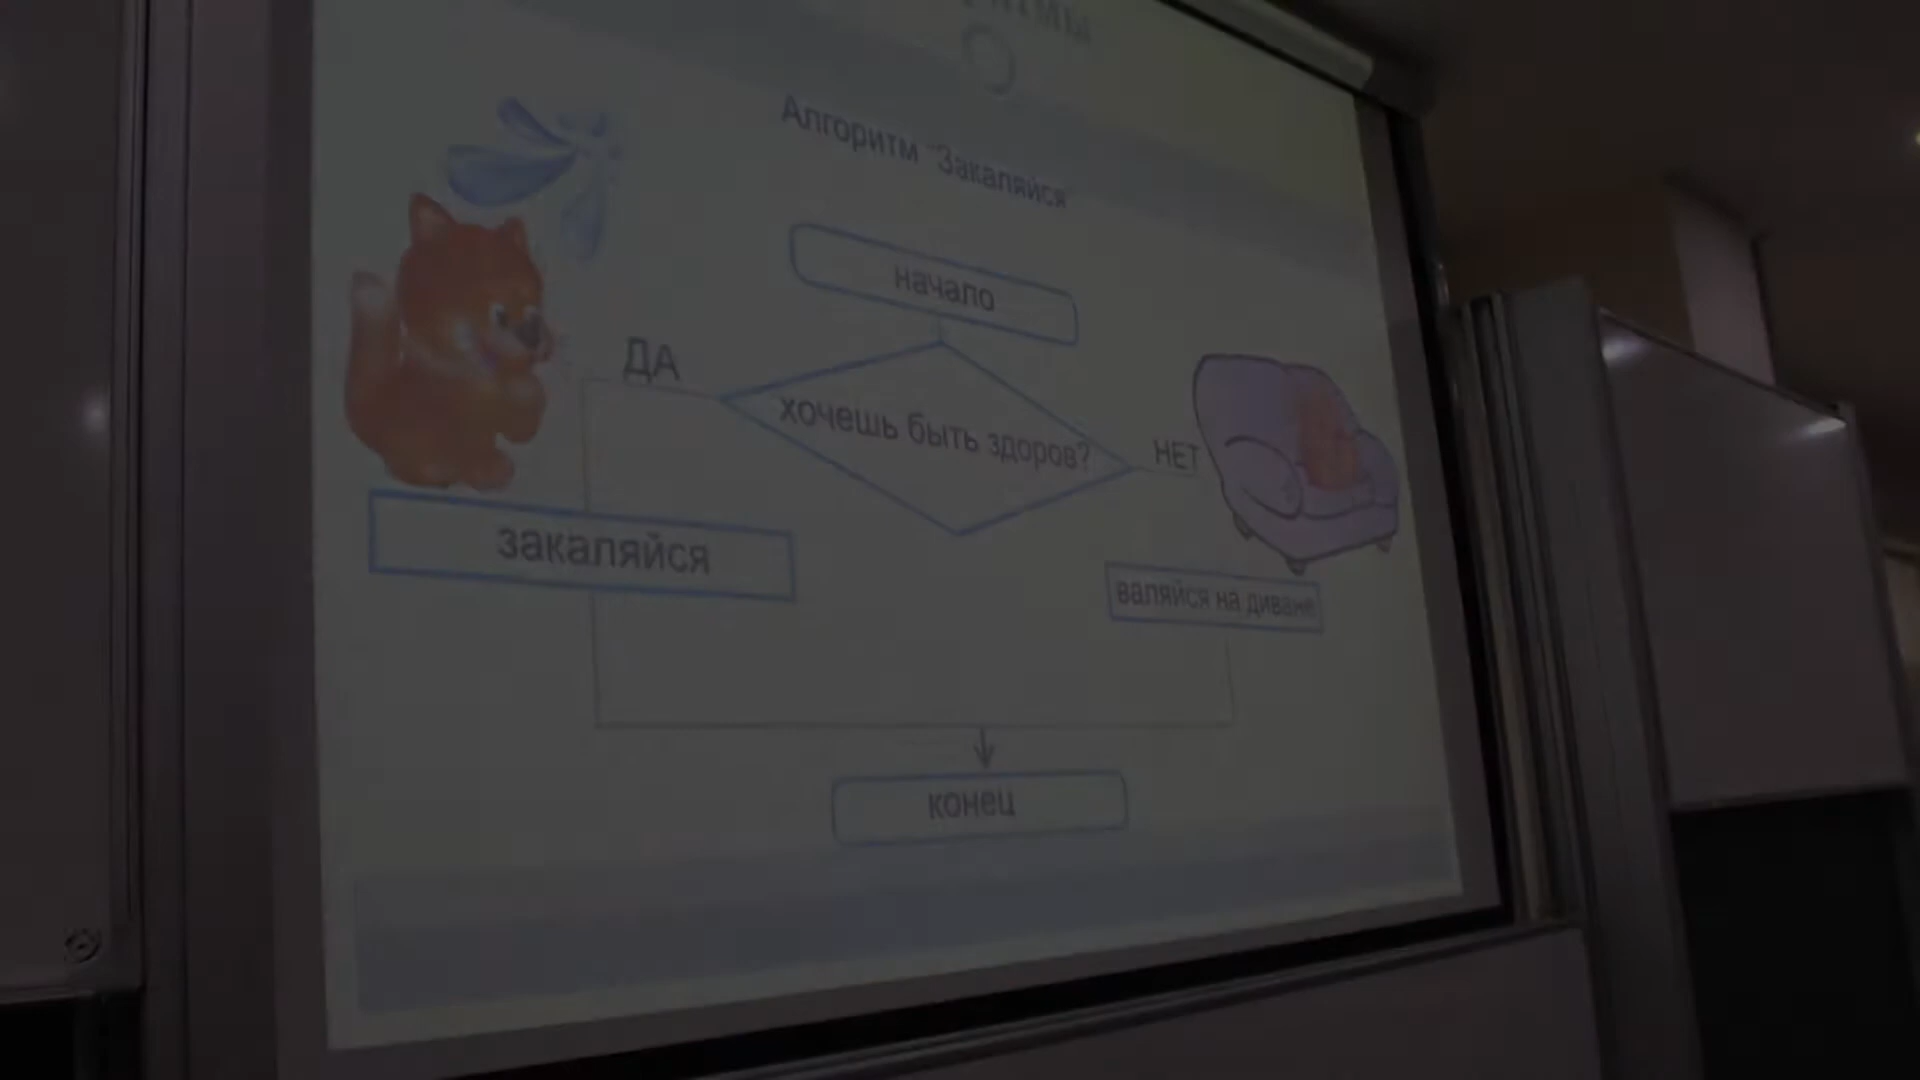 Алгоритм "Закаляйся
начало
ДА
хочешь быть здоров?
НЕТ
закаляйся
валяйся на диване
конец